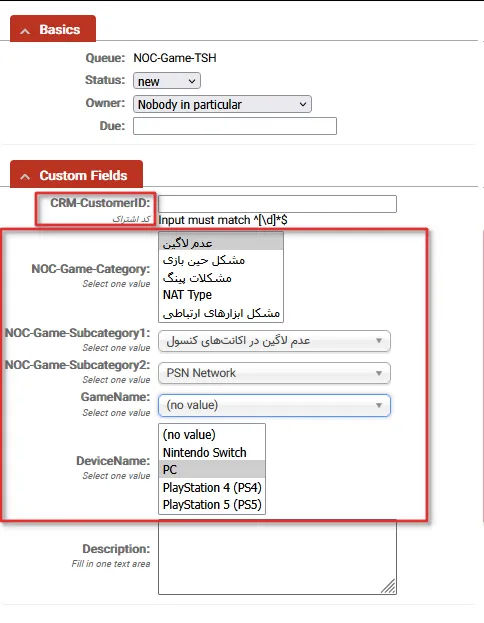 Basics
Queue: NOC-Game-TSH
Status: new
Owner: Nobody in particular
Due:
Custom Fields
CRM-CustomerID:
کد اشتراک
Input must match ^[\d]*$
NOC-Game-Category:
Select one value
عدم لاگین
مشکل حین بازی
مشکلات پینگ
NAT Type
مشکل ابزارهای ارتباطی
NOC-Game-Subcategory1: عدم لاگین در اکانت‌های کنسول
Select one value
NOC-Game-Subcategory2: PSN Network
Select one value
GameName: (no value)
Select one value
DeviceName:
Select one value
(no value)
Nintendo Switch
PC
PlayStation 4 (PS4)
PlayStation 5 (PS5)
Description:
Fill in one text area